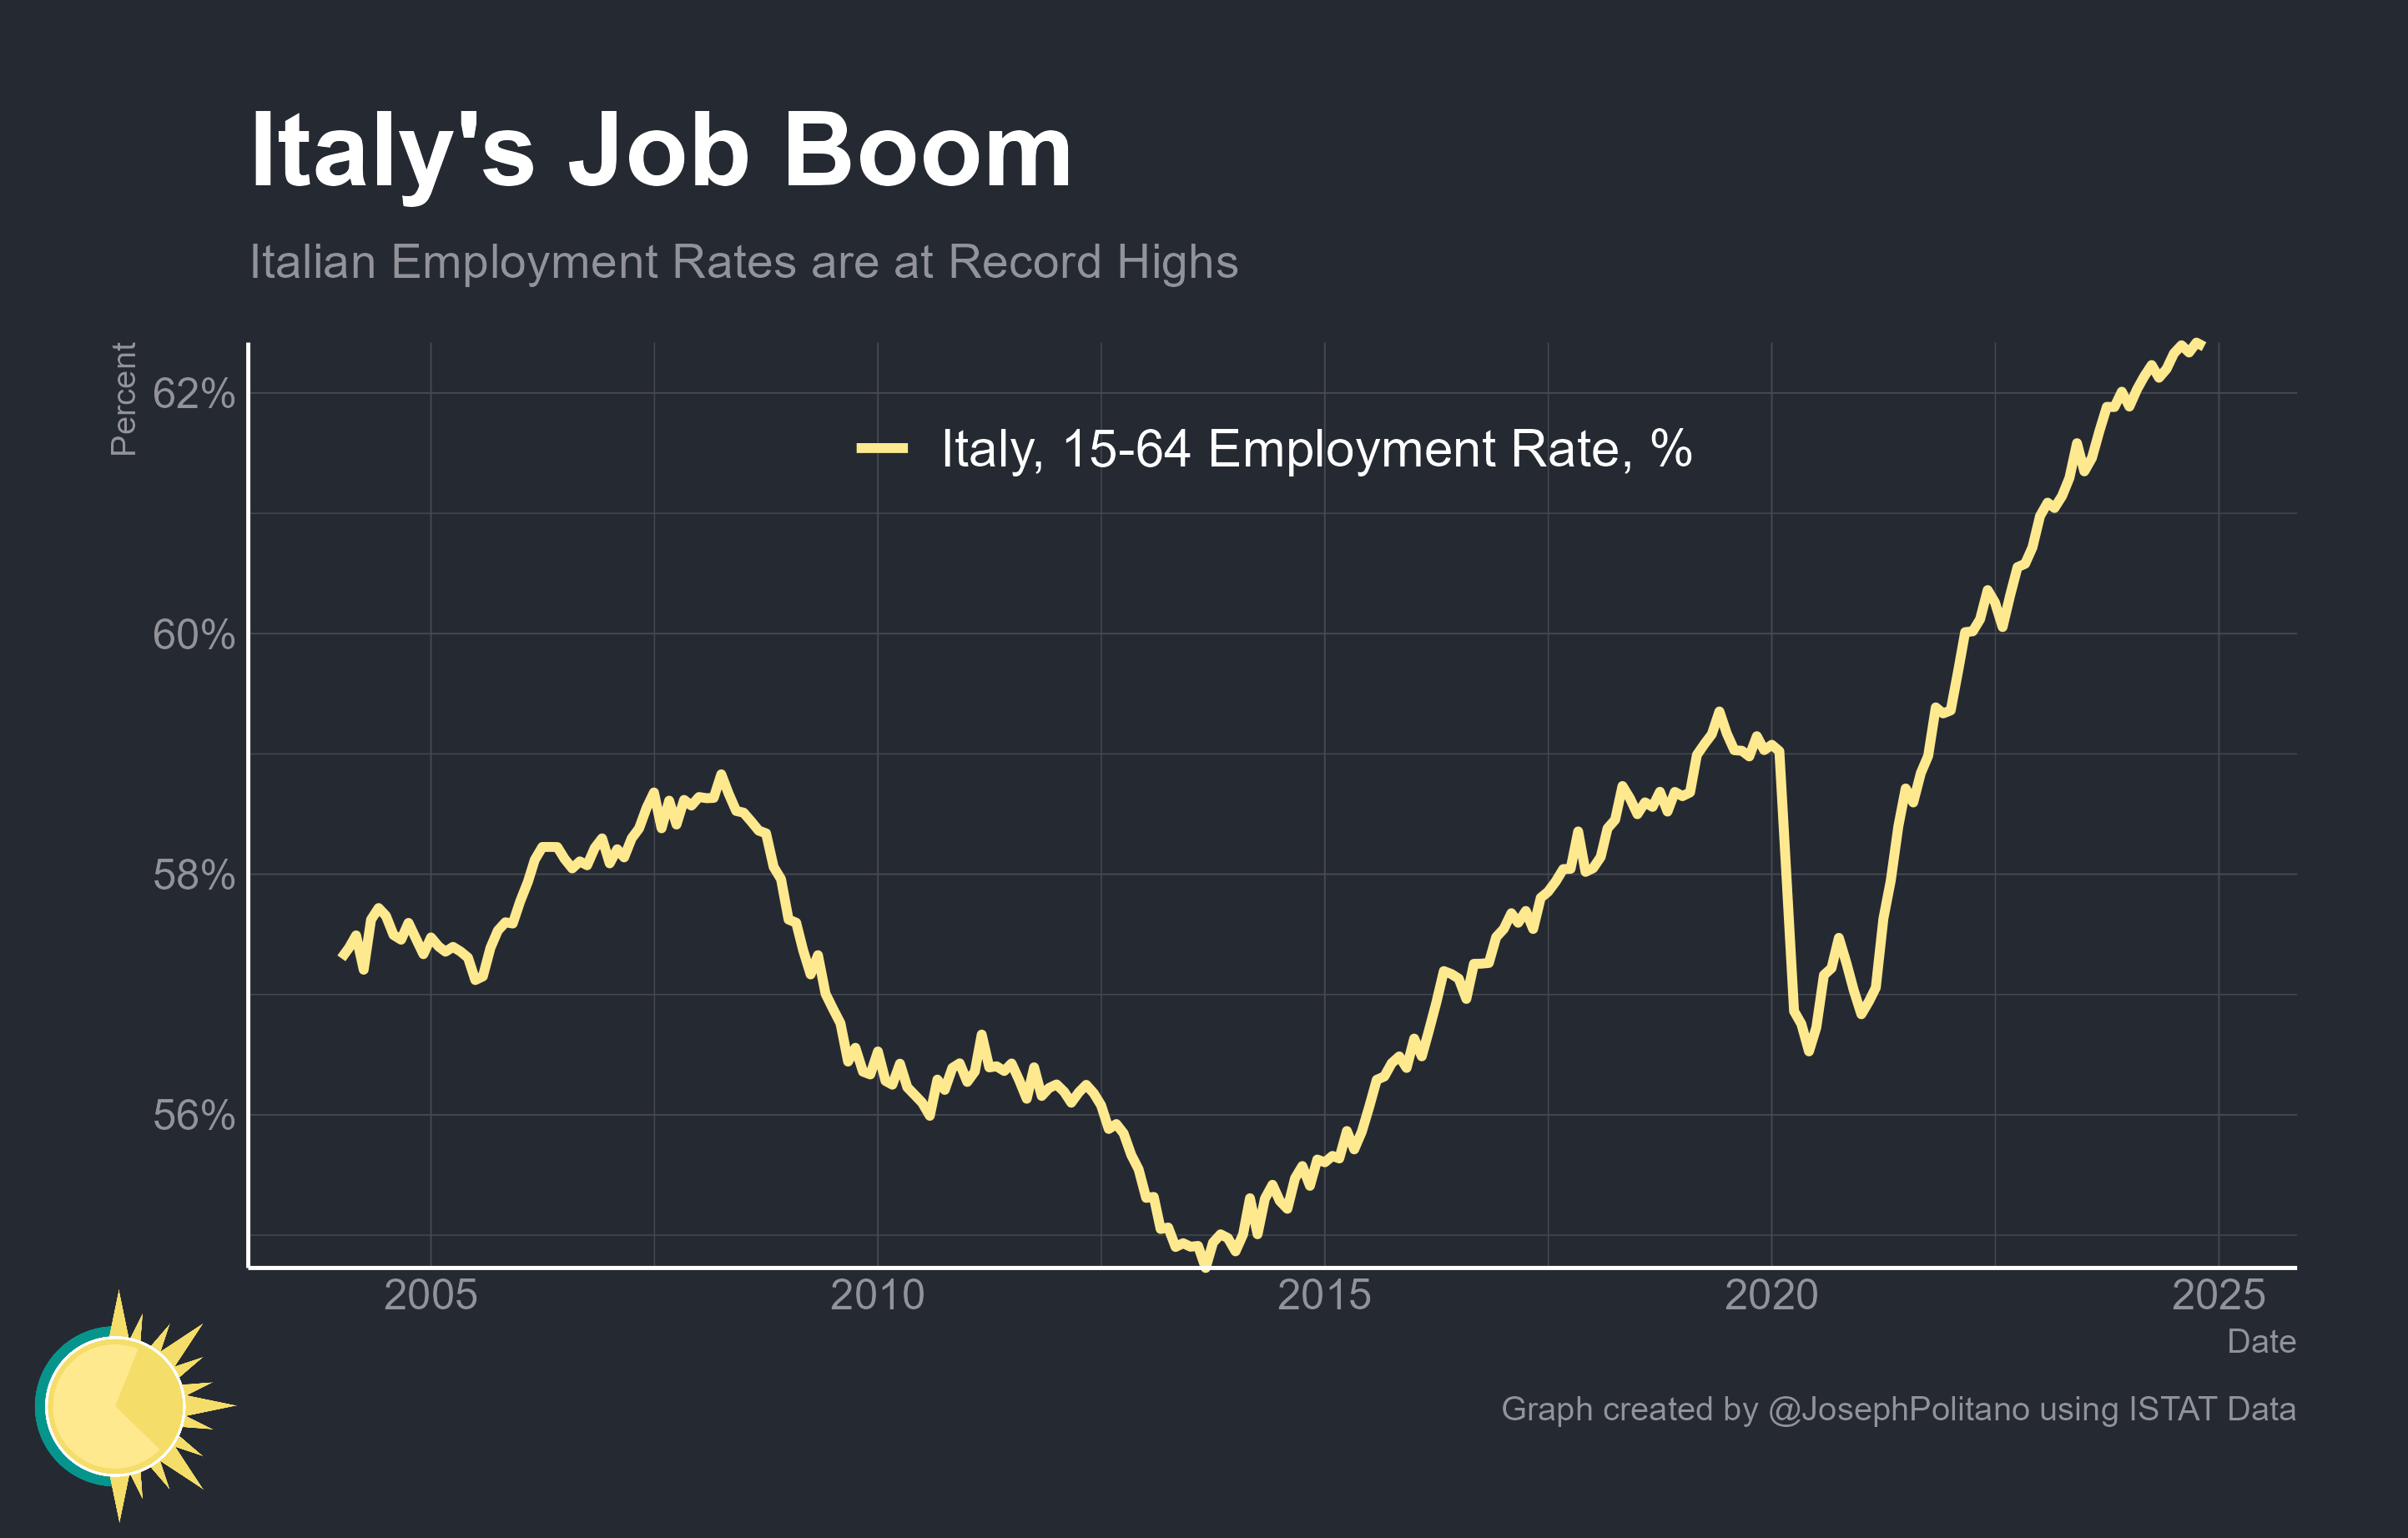 Italy's Job Boom
Italian Employment Rates are at Record Highs
Percent
62%
60%
58%
56%
Italy, 15-64 Employment Rate, %
2005 2010 2015 2020 2025
Date
Graph created by @JosephPolitano using ISTAT Data